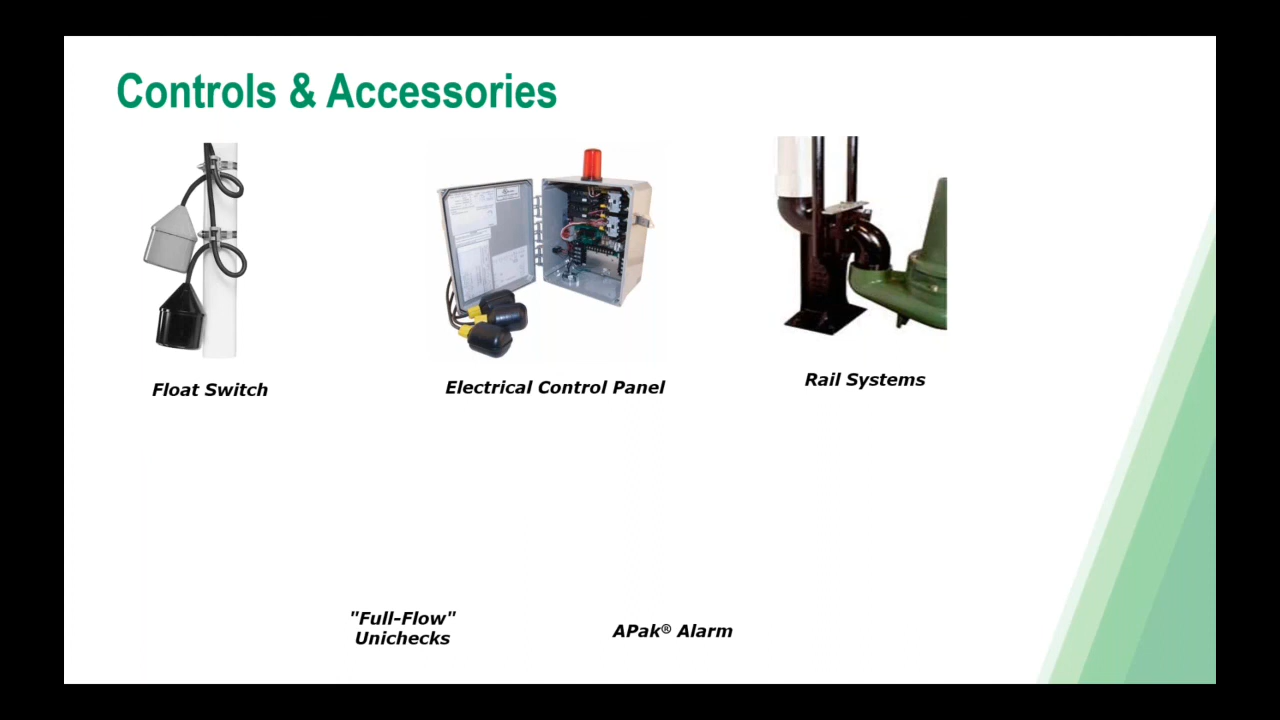 Controls & Accessories
Float Switch
Electrical Control Panel
Rail Systems
"Full-Flow"
Unichecks
APak® Alarm